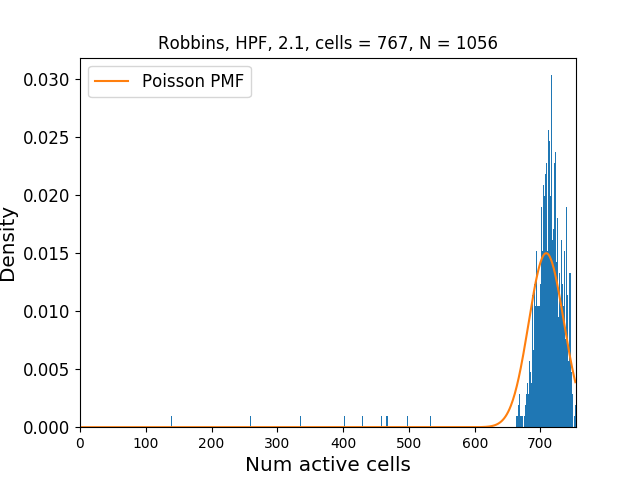 Robbins, HPF, 2.1, cells = 767, N = 1056
Poisson PMF
0.030
0.025
0.020
0.015
0.010
0.005
0.000
Density
0 100 200 300 400 500 600 700
Num active cells